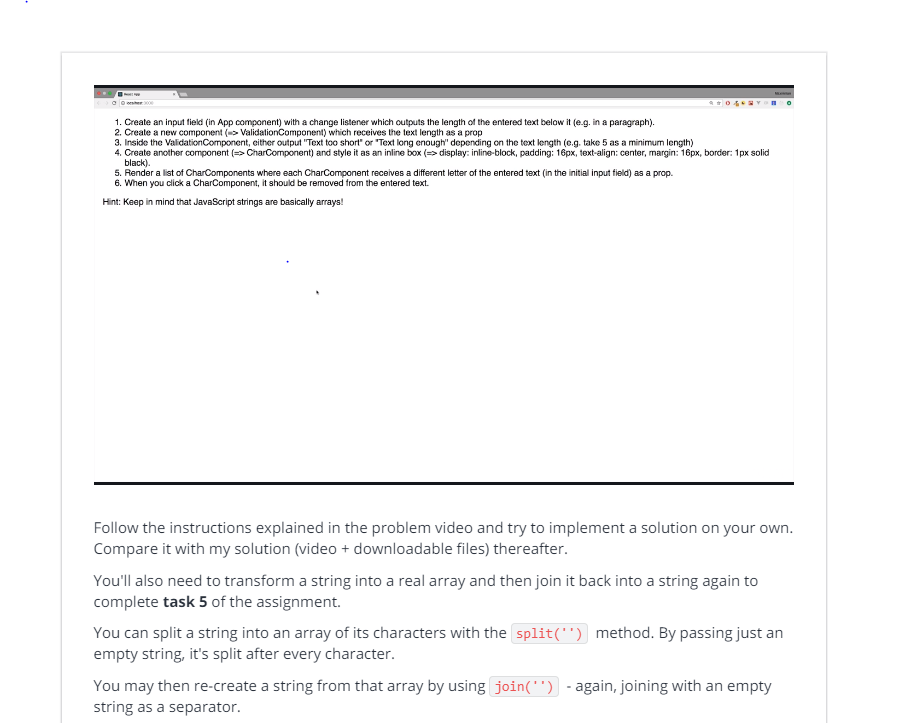 React App
localhost:3000
1. Create an input field (in App component) with a change listener which outputs the length of the entered text below it (e.g. in a paragraph).
2. Create a new component (=> ValidationComponent) which receives the text length as a prop
3. Inside the ValidationComponent, either output "Text too short" or "Text long enough" depending on the text length (e.g. take 5 as a minimum length)
4. Create another component (=> CharComponent) and style it as an inline box (=> display: inline-block, padding: 16px, text-align: center, margin: 16px, border: 1px solid
black).
5. Render a list of CharComponents where each CharComponent receives a different letter of the entered text (in the initial input field) as a prop.
6. When you click a CharComponent, it should be removed from the entered text.
Hint: Keep in mind that JavaScript strings are basically arrays!
Follow the instructions explained in the problem video and try to implement a solution on your own.
Compare it with my solution (video + downloadable files) thereafter.
You'll also need to transform a string into a real array and then join it back into a string again to
complete task 5 of the assignment.
You can split a string into an array of its characters with the split('') method. By passing just an
empty string, it's split after every character.
You may then re-create a string from that array by using join('') - again, joining with an empty
string as a separator.